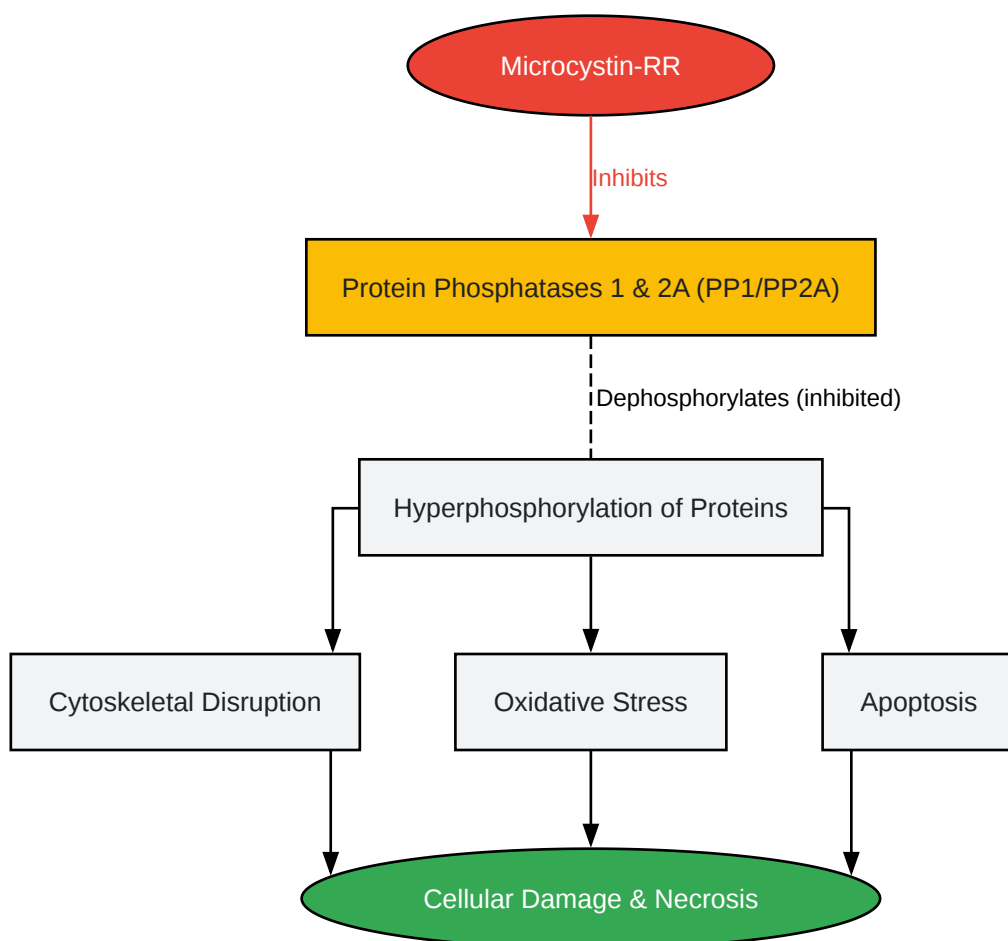 Microcystin-RR
Inhibits
Protein Phosphatases 1 & 2A (PP1/PP2A)
Dephosphorylates (inhibited)
Hyperphosphorylation of Proteins
Cytoskeletal Disruption
Oxidative Stress
Apoptosis
Cellular Damage & Necrosis